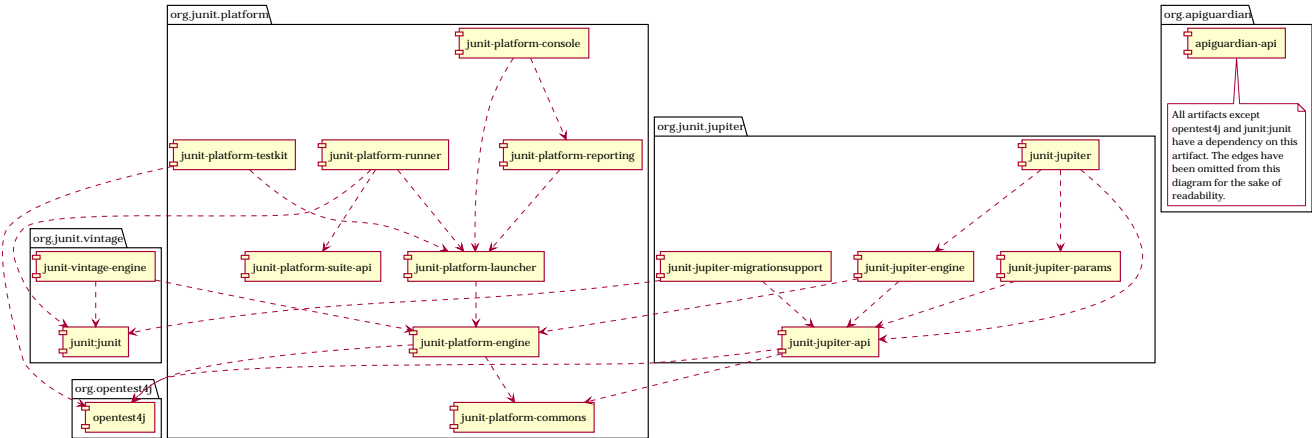 org.junit.platform
org.apiguardian
junit-platform-console
apiguardian-api
All artifacts except
opentest4j and junit:junit
have a dependency on this
artifact. The edges have
been omitted from this
diagram for the sake of
readability.
org.junit.jupiter
junit-platform-testkit
junit-platform-runner
junit-platform-reporting
junit-jupiter
org.junit.vintage
junit-vintage-engine
junit-platform-suite-api
junit-platform-launcher
junit-jupiter-migrationsupport
junit-jupiter-engine
junit-jupiter-params
junit:junit
junit-platform-engine
junit-jupiter-api
org.opentest4j
opentest4j
junit-platform-commons